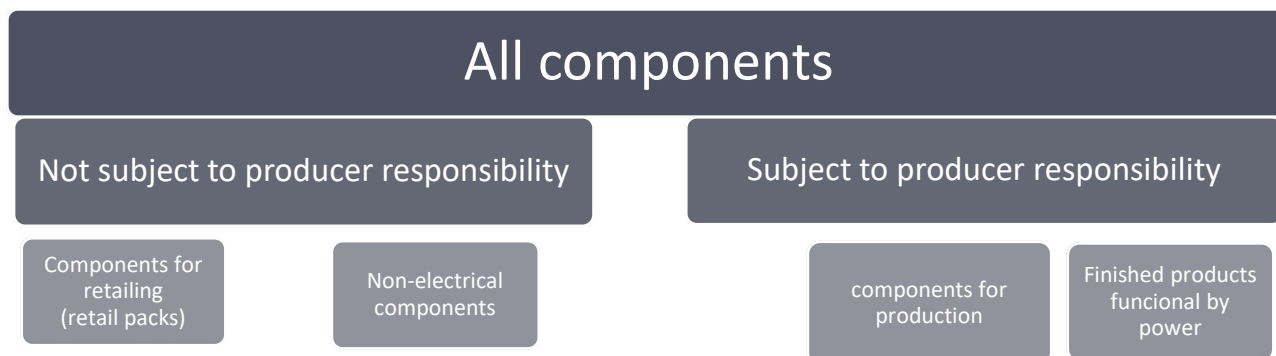 All components
Not subject to producer responsibility
Subject to producer responsibility
Components for
retailing
(retail packs)
Non-electrical
components
components for
production
Finished products
funcional by
power